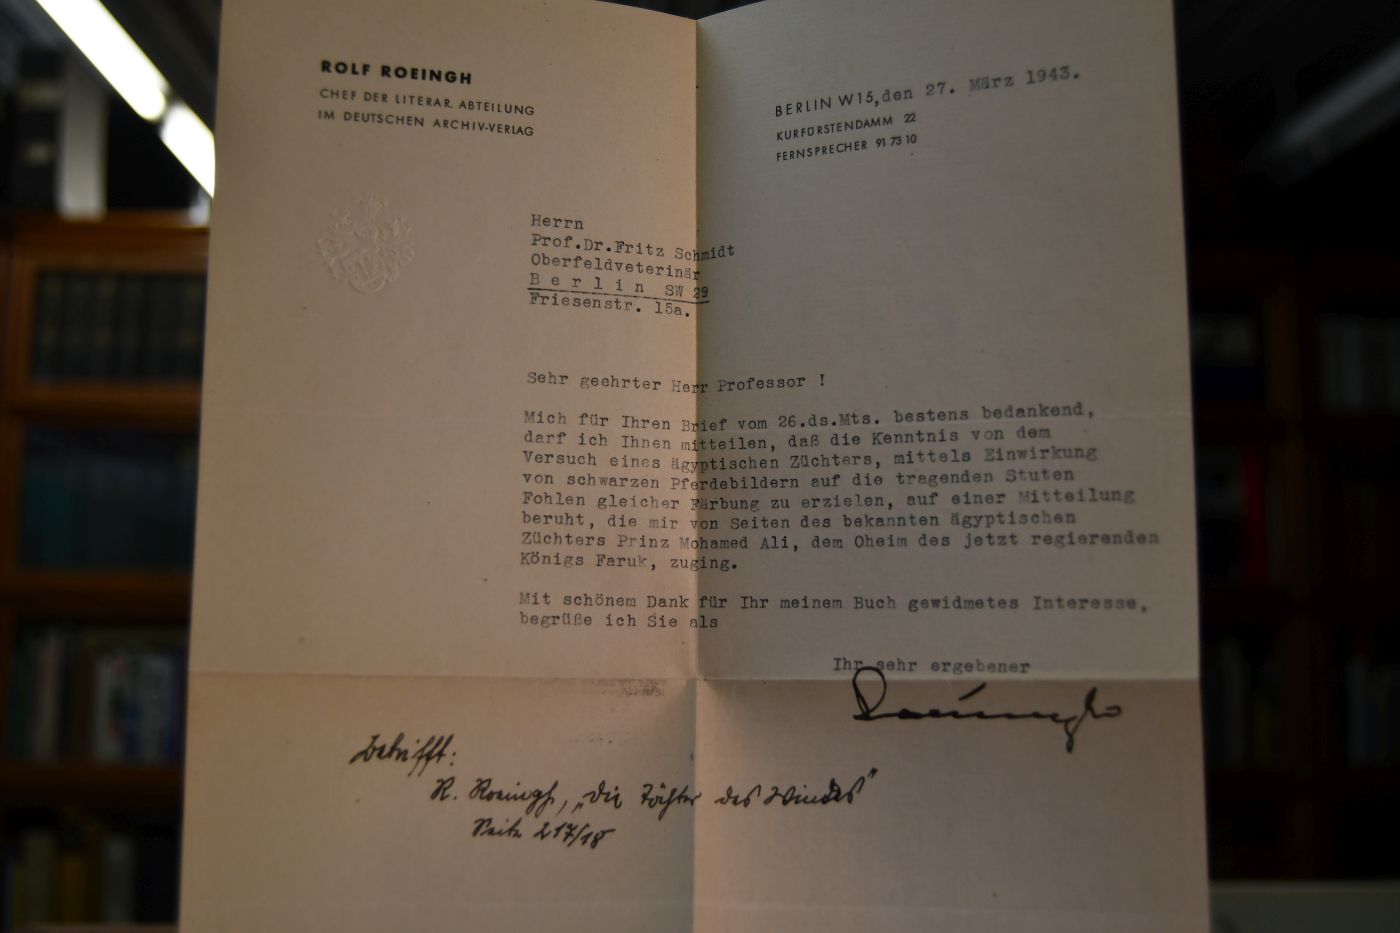 ROLF ROEINGH
CHEF DER LITERAR. ABTEILUNG
IM DEUTSCHEN ARCHIV-VERLAG
BERLIN W15, den 27. März 1943.
KURFÜRSTENDAMM 22
FERNSPRECHER 91 73 10
Herrn
Prof.Dr.Fritz Schmidt
Oberfeldveterinär
B e r l i n SW 29
Friesenstr. 15a.
Sehr geehrter Herr Professor !
Mich für Ihren Brief vom 26.ds.Mts. bestens bedankend,
darf ich Ihnen mitteilen, daß die Kenntnis von dem
Versuch eines ägyptischen Züchters, mittels Einwirkung
von schwarzen Pferdebildern auf die tragenden Stuten
Fohlen gleicher Färbung zu erzielen, auf einer Mitteilung
beruht, die mir von Seiten des bekannten ägyptischen
Züchters Prinz Mohamed Ali, dem Oheim des jetzt regierenden
Königs Faruk, zuging.
Mit schönem Dank für Ihr meinem Buch gewidmetes Interesse,
begrüße ich Sie als
Ihr sehr ergebener
Roeingh
Betrifft:
R. Roeingh, „Die Töchter des Windes"
Seite 217/18